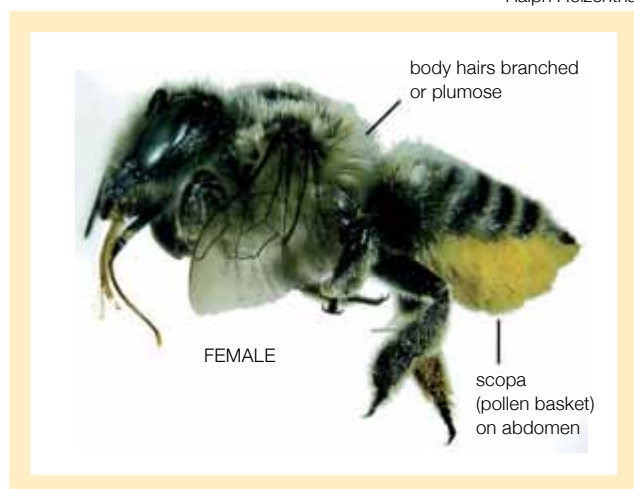 body hairs branched
or plumose
FEMALE
scopa
(pollen basket)
on abdomen